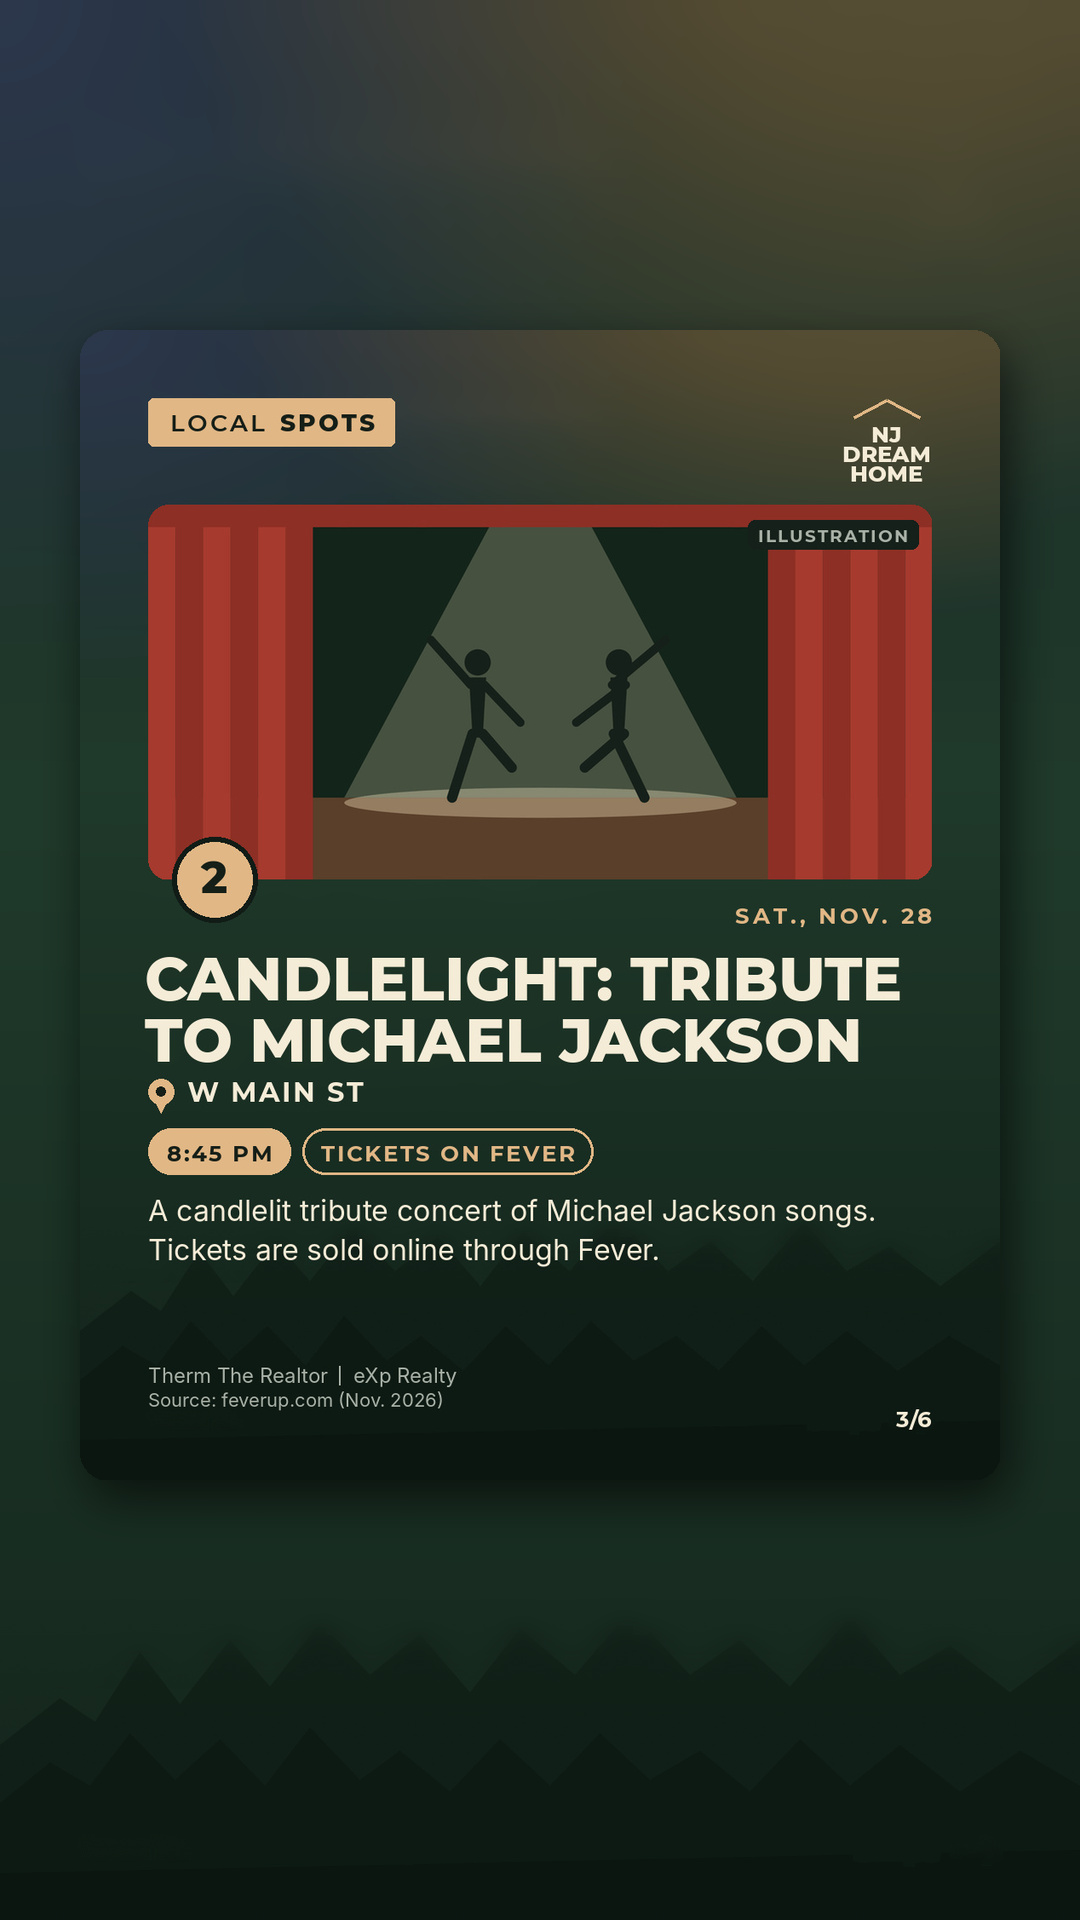 LOCAL SPOTS
NJ
DREAM
HOME
ILLUSTRATION
2
SAT., NOV. 28
CANDLELIGHT: TRIBUTE
TO MICHAEL JACKSON
W MAIN ST
8:45 PM
TICKETS ON FEVER
A candlelit tribute concert of Michael Jackson songs.
Tickets are sold online through Fever.
Therm The Realtor | eXp Realty
Source: feverup.com (Nov. 2026)
3/6